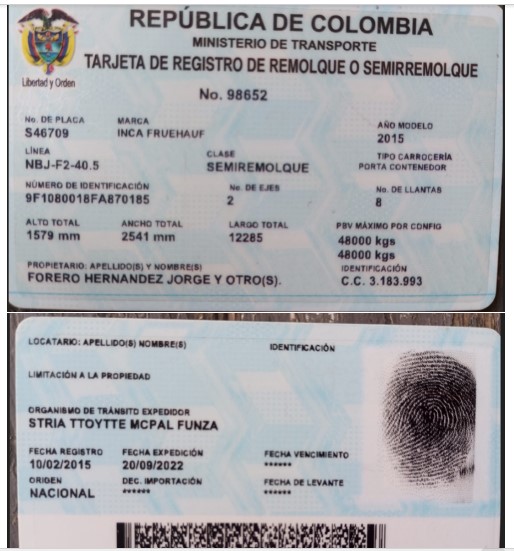 REPÚBLICA DE COLOMBIA
MINISTERIO DE TRANSPORTE
TARJETA DE REGISTRO DE REMOLQUE O SEMIRREMOLQUE
Libertad y Orden
No. 98652
No. DE PLACA MARCA AÑO MODELO
S46709 INCA FRUEHAUF 2015
LÍNEA CLASE TIPO CARROCERÍA
NBJ-F2-40.5 SEMIREMOLQUE PORTA CONTENEDOR
NÚMERO DE IDENTIFICACIÓN No. DE EJES No. DE LLANTAS
9F1080018FA870185 2 8
ALTO TOTAL ANCHO TOTAL LARGO TOTAL PBV MÁXIMO POR CONFIG
1579 mm 2541 mm 12285 48000 kgs
48000 kgs
PROPIETARIO: APELLIDO(S) Y NOMBRE(S) IDENTIFICACIÓN
FORERO HERNANDEZ JORGE Y OTRO(S). C.C. 3.183.993
LOCATARIO: APELLIDO(S) NOMBRE(S) IDENTIFICACIÓN
LIMITACIÓN A LA PROPIEDAD
ORGANISMO DE TRÁNSITO EXPEDIDOR
STRIA TTOYTTE MCPAL FUNZA
FECHA REGISTRO FECHA EXPEDICIÓN FECHA VENCIMIENTO
10/02/2015 20/09/2022 ******
ORIGEN DEC. IMPORTACIÓN FECHA DE LEVANTE
NACIONAL ****** ******